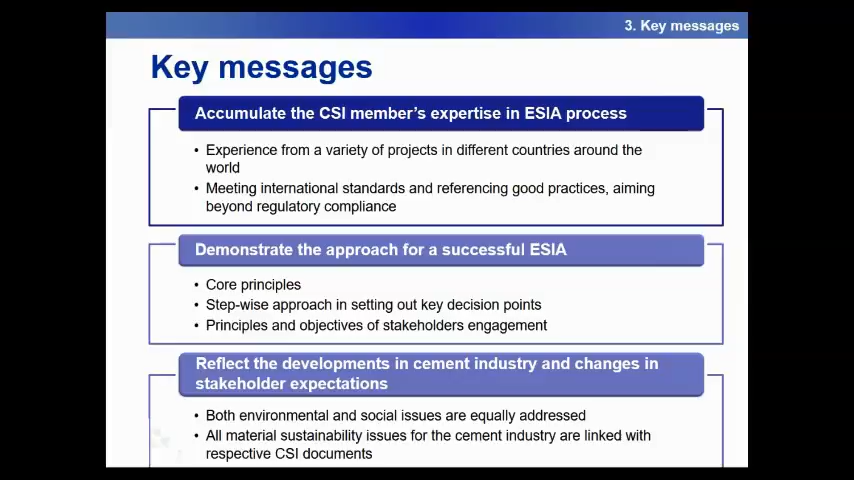 3. Key messages
Key messages
Accumulate the CSI member's expertise in ESIA process
• Experience from a variety of projects in different countries around the
world
• Meeting international standards and referencing good practices, aiming
beyond regulatory compliance
Demonstrate the approach for a successful ESIA
• Core principles
• Step-wise approach in setting out key decision points
• Principles and objectives of stakeholders engagement
Reflect the developments in cement industry and changes in
stakeholder expectations
• Both environmental and social issues are equally addressed
• All material sustainability issues for the cement industry are linked with
respective CSI documents